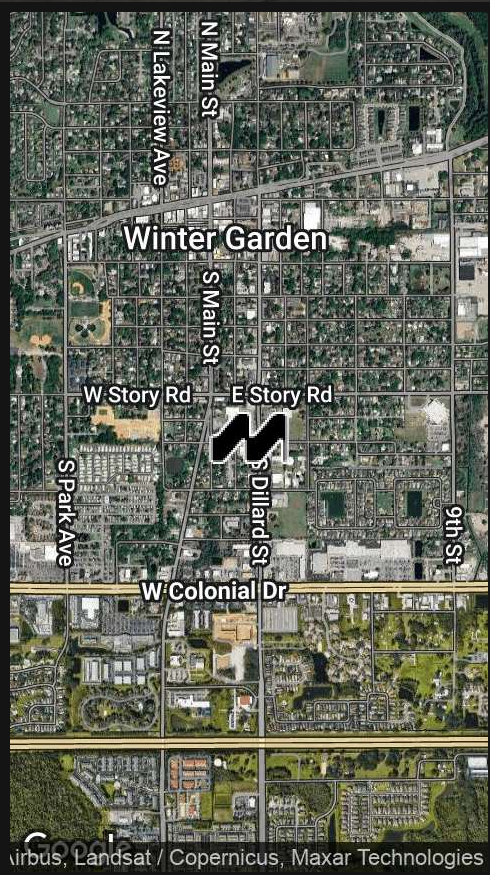 N Lakeview Ave
N Main St
Winter Garden
S Main St
W Story Rd
E Story Rd
S Park Ave
S Dillard St
9th St
W Colonial Dr
Google
Airbus, Landsat / Copernicus, Maxar Technologies